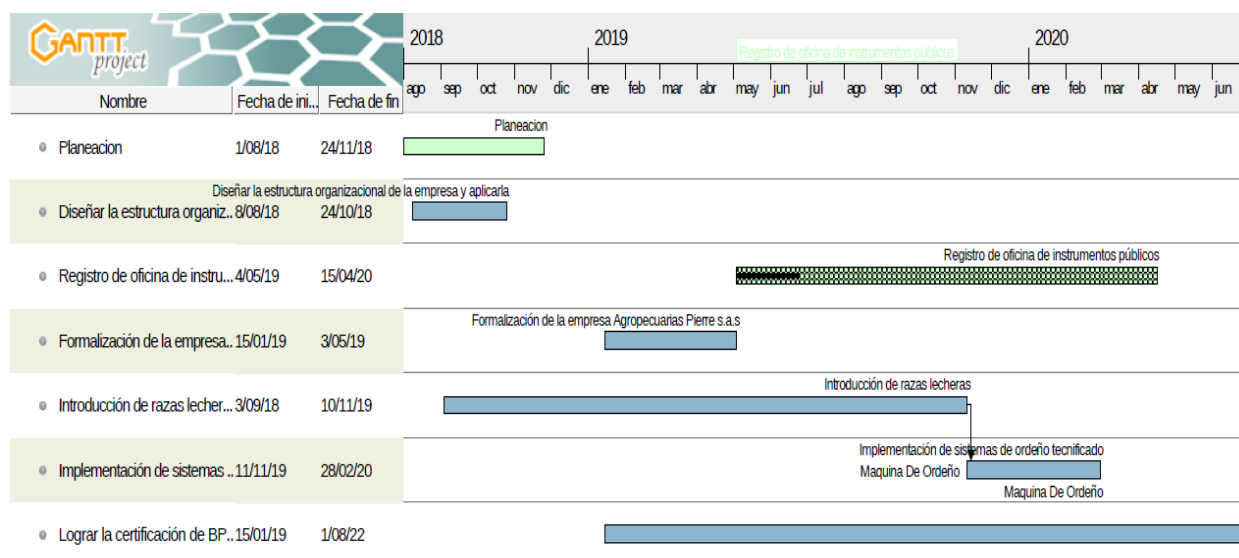 GANTT
project
2018 2019 2020
Registro de oficina de instrumentos públicos
ago sep oct nov dic ene feb mar abr may jun jul ago sep oct nov dic ene feb mar abr may jun
Nombre Fecha de ini... Fecha de fin
Planeacion
Planeacion 1/08/18 24/11/18
Diseñar la estructura organizacional de la empresa y aplicarla
Diseñar la estructura organiz.. 8/08/18 24/10/18
Registro de oficina de instrumentos públicos
Registro de oficina de instru... 4/05/19 15/04/20
Formalización de la empresa Agropecuarias Pierre s.a.s
Formalización de la empresa.. 15/01/19 3/05/19
Introducción de razas lecheras
Introducción de razas lecher... 3/09/18 10/11/19
Implementación de sistemas de ordeño tecnificado
Implementación de sistemas .. 11/11/19 28/02/20 Maquina De Ordeño
Maquina De Ordeño
Lograr la certificación de BP.. 15/01/19 1/08/22